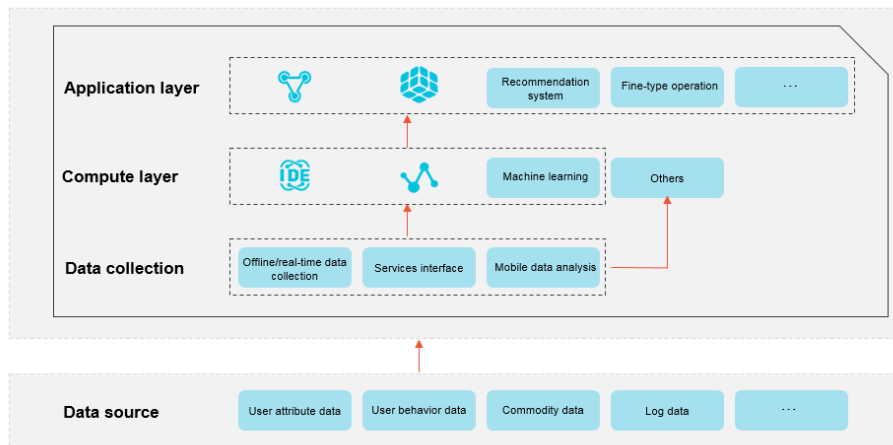 Application layer
Recommendation
system
Fine-type operation
...
Compute layer
IDE
Machine learning
Others
Data collection
Offline/real-time data
collection
Services interface
Mobile data analysis
Data source
User attribute data
User behavior data
Commodity data
Log data
...